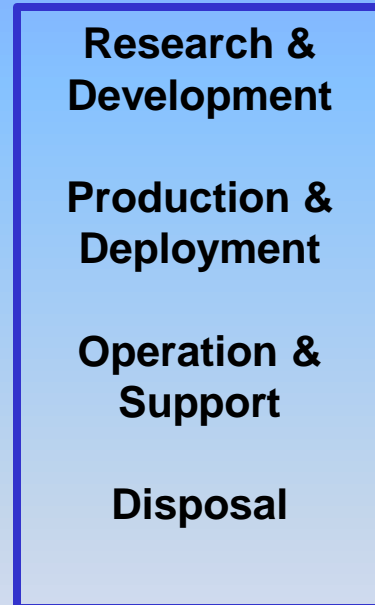 Research &
Development
Production &
Deployment
Operation &
Support
Disposal